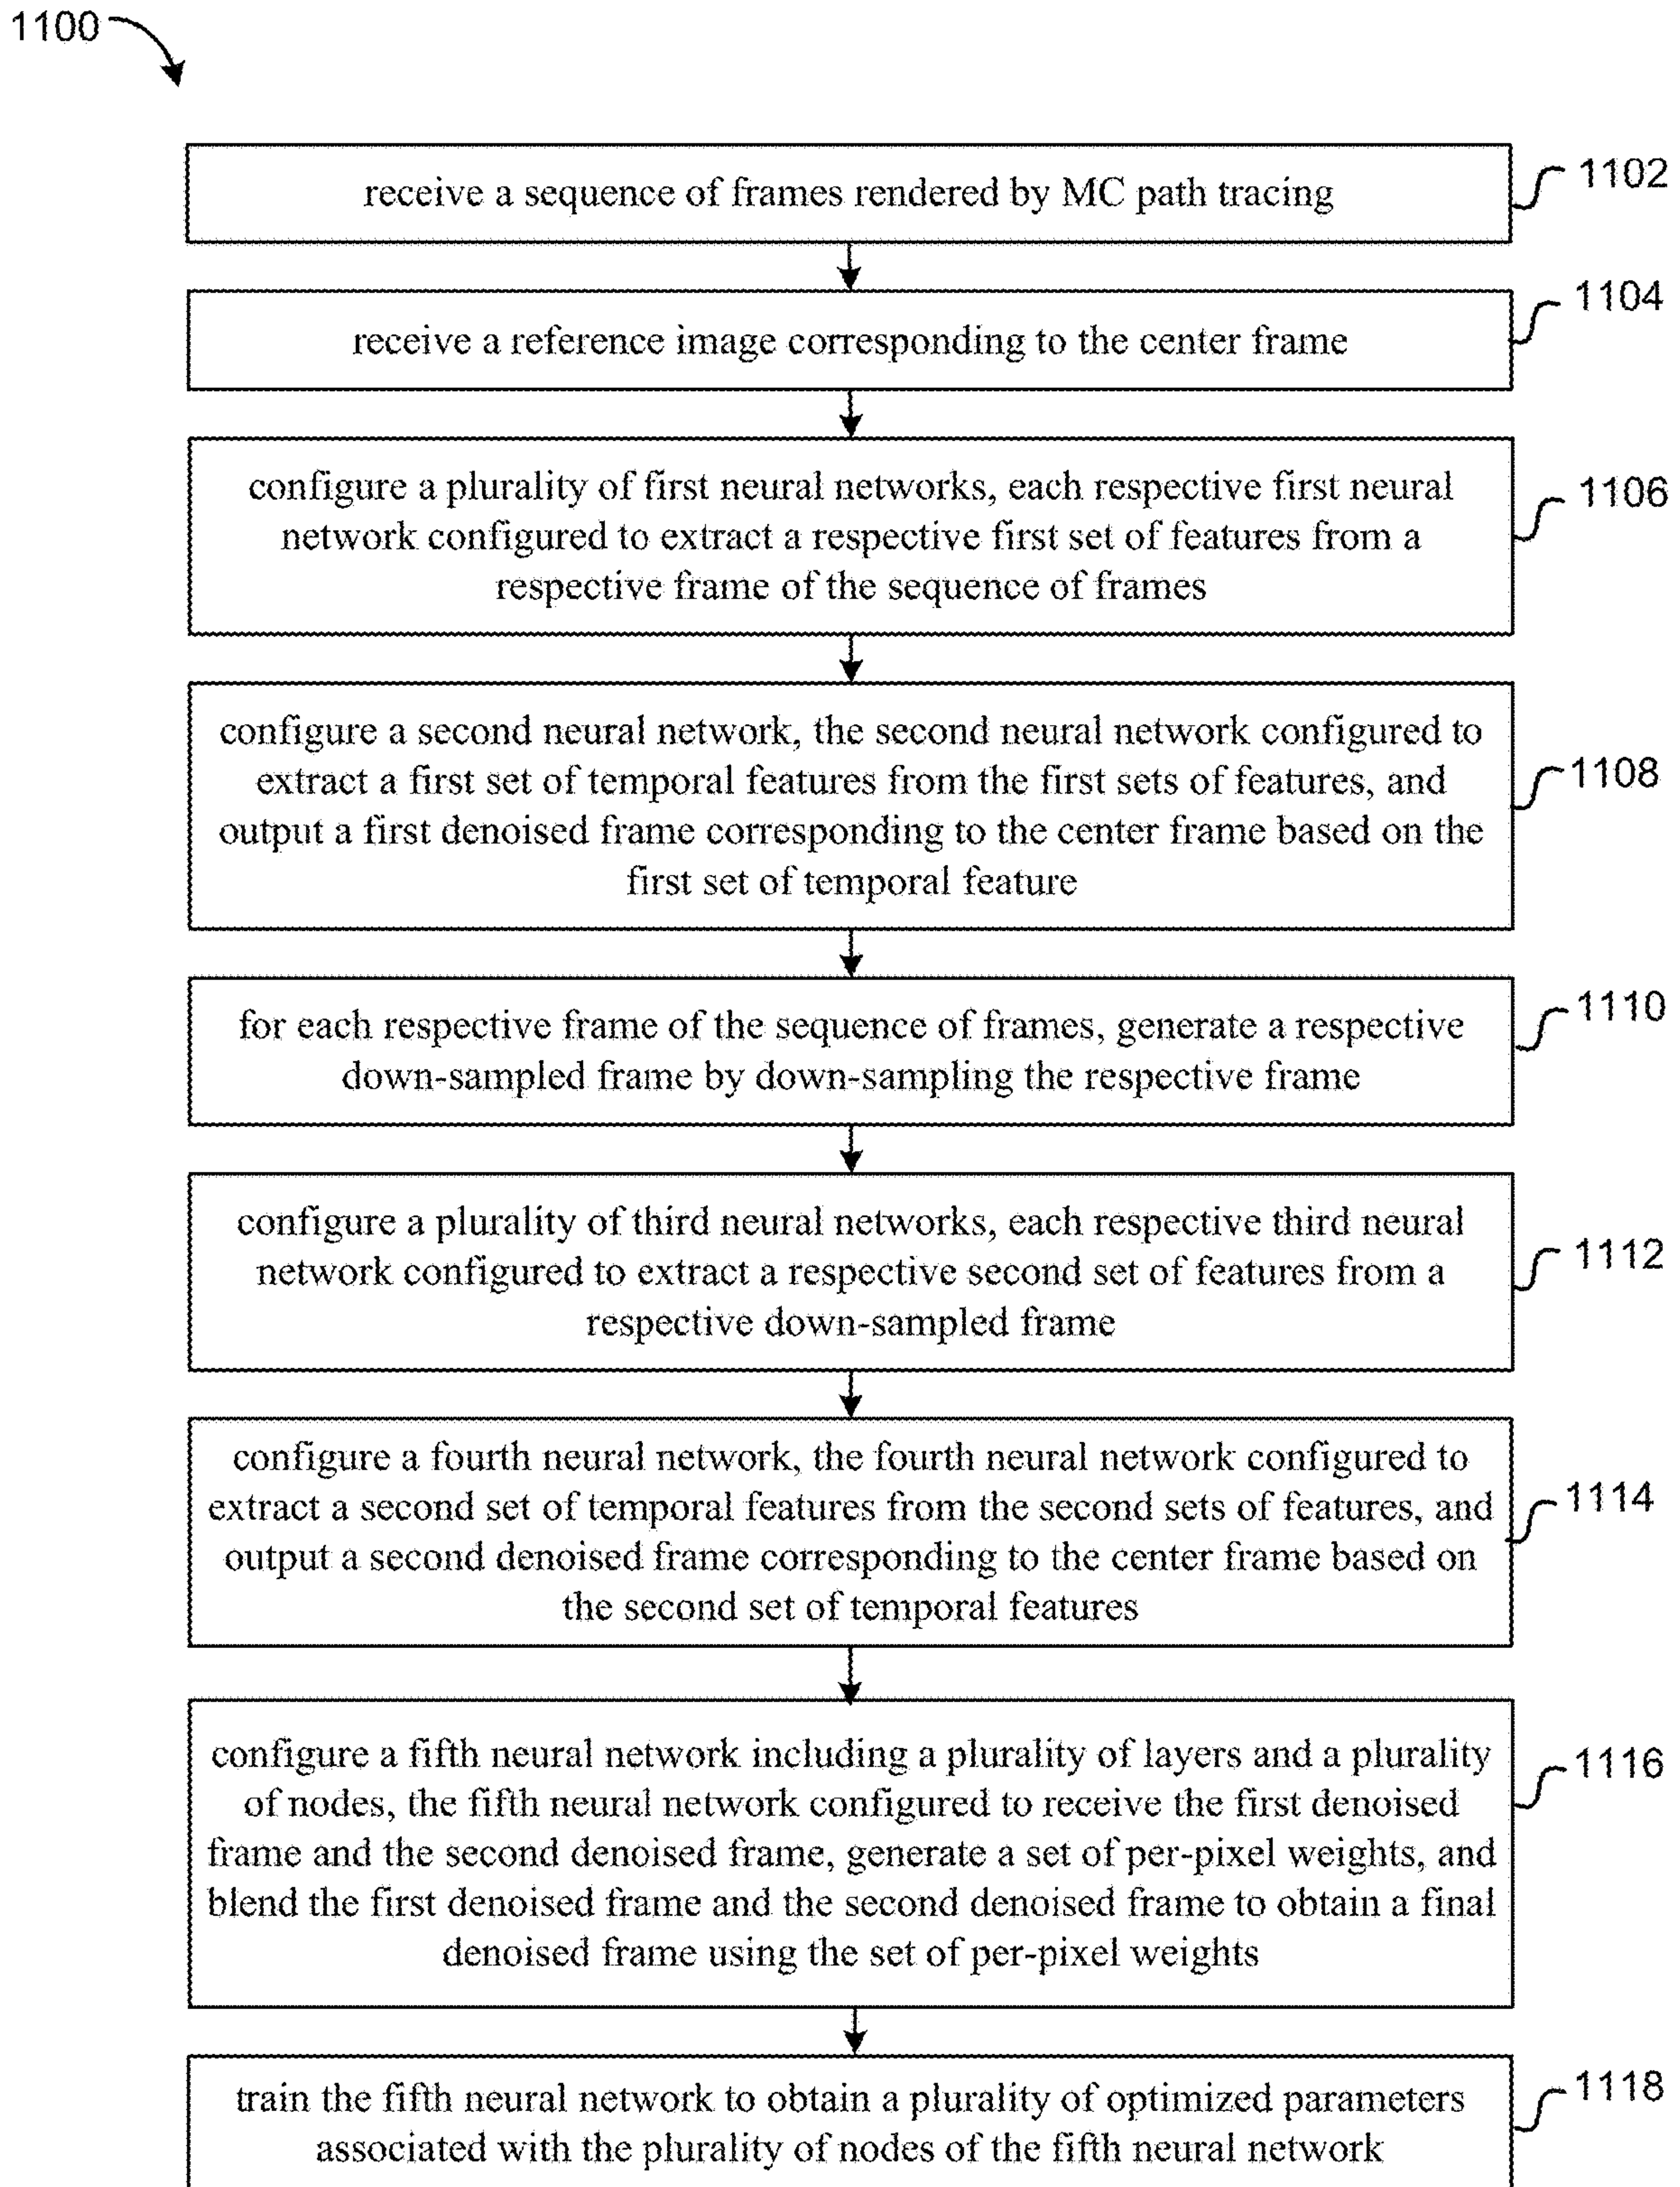 1100
receive a sequence of frames rendered by MC path tracing
1102
receive a reference image corresponding to the center frame
1104
configure a plurality of first neural networks, each respective first neural
network configured to extract a respective first set of features from a
respective frame of the sequence of frames
1106
configure a second neural network, the second neural network configured to
extract a first set of temporal features from the first sets of features, and
output a first denoised frame corresponding to the center frame based on the
first set of temporal feature
1108
for each respective frame of the sequence of frames, generate a respective
down-sampled frame by down-sampling the respective frame
1110
configure a plurality of third neural networks, each respective third neural
network configured to extract a respective second set of features from a
respective down-sampled frame
1112
configure a fourth neural network, the fourth neural network configured to
extract a second set of temporal features from the second sets of features, and
output a second denoised frame corresponding to the center frame based on
the second set of temporal features
1114
configure a fifth neural network including a plurality of layers and a plurality
of nodes, the fifth neural network configured to receive the first denoised
frame and the second denoised frame, generate a set of per-pixel weights, and
blend the first denoised frame and the second denoised frame to obtain a final
denoised frame using the set of per-pixel weights
1116
train the fifth neural network to obtain a plurality of optimized parameters
associated with the plurality of nodes of the fifth neural network
1118